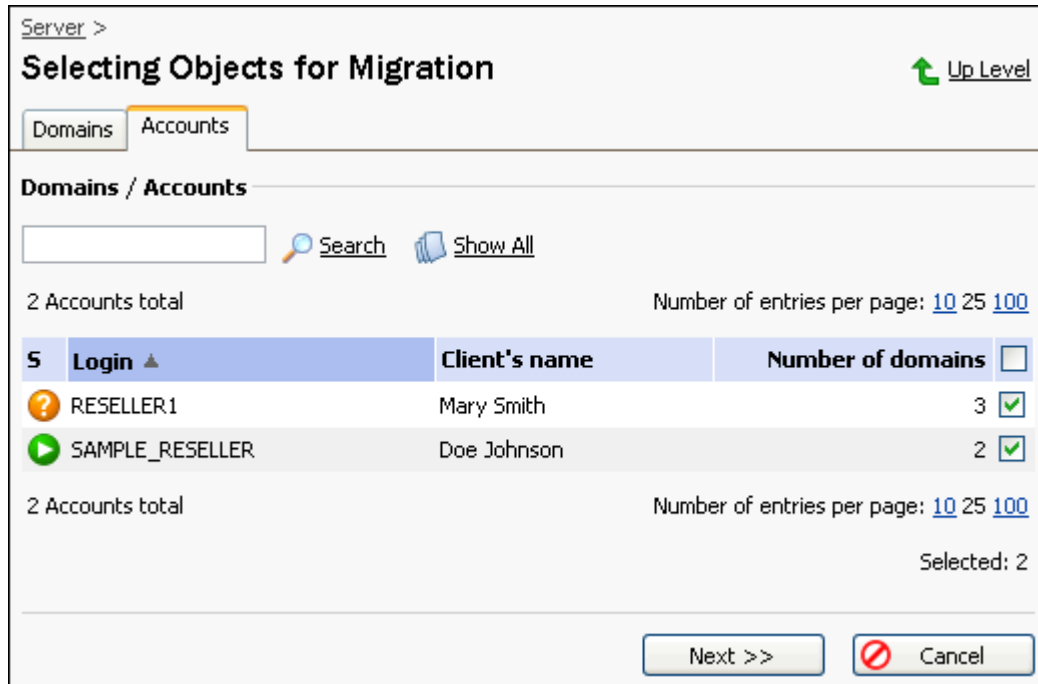 Server >
Selecting Objects for Migration
Up Level
Domains
Accounts
Domains / Accounts
Search
Show All
2 Accounts total
Number of entries per page: 10 25 100
S Login Client's name Number of domains
RESELLER1 Mary Smith 3
SAMPLE_RESELLER Doe Johnson 2
2 Accounts total
Number of entries per page: 10 25 100
Selected: 2
Next >>
Cancel